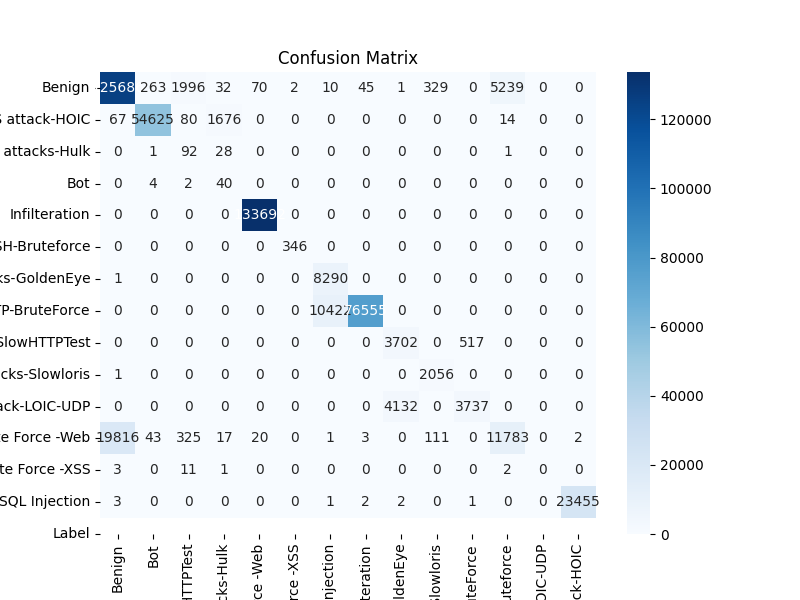 Confusion Matrix
Benign 2568 263 1996 32 70 2 10 45 1 329 0 5239 0 0
attack-HOIC 67 54625 80 1676 0 0 0 0 0 0 0 14 0 0
attacks-Hulk 0 1 92 28 0 0 0 0 0 0 0 1 0 0
Bot 0 4 2 40 0 0 0 0 0 0 0 0 0 0
Infilteration 0 0 0 0 3369 0 0 0 0 0 0 0 0 0
SH-Bruteforce 0 0 0 0 0 346 0 0 0 0 0 0 0 0
ks-GoldenEye 1 0 0 0 0 0 8290 0 0 0 0 0 0 0
TP-BruteForce 0 0 0 0 0 0 10422 76555 0 0 0 0 0 0
SlowHTTPTest 0 0 0 0 0 0 0 0 3702 0 517 0 0 0
cks-Slowloris 1 0 0 0 0 0 0 0 0 2056 0 0 0 0
ack-LOIC-UDP 0 0 0 0 0 0 0 0 4132 0 3737 0 0 0
te Force -Web 19816 43 325 17 20 0 1 3 0 111 0 11783 0 2
te Force -XSS 3 0 11 1 0 0 0 0 0 0 0 2 0 0
SQL Injection 3 0 0 0 0 0 1 2 2 0 1 0 0 23455
Label
Benign
Bot
HTTPTest
cks-Hulk
ce -Web
rce -XSS
njection
teration
ldenEye
Slowloris
uteForce
uteforce
OIC-UDP
ck-HOIC
120000
100000
80000
60000
40000
20000
0